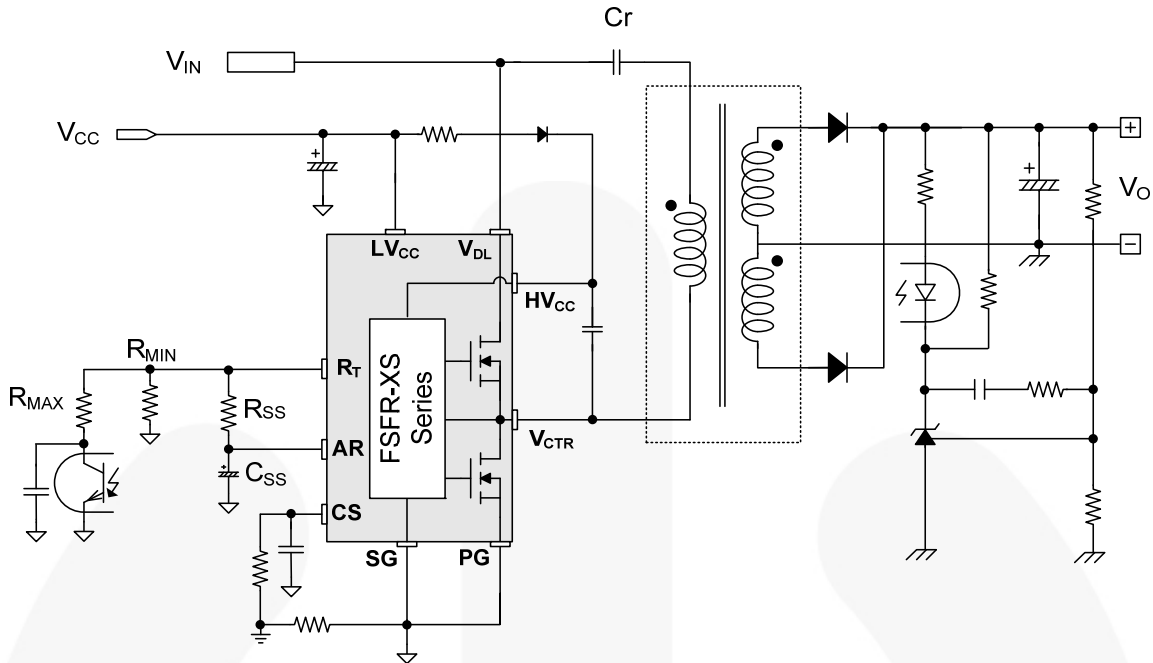 Cr
V_IN
V_CC
+
+
+
V_O
−
LV_CC
V_DL
HV_CC
R_MIN
R_T
R_MAX
R_SS
FSFR-XS
Series
V_CTR
AR
+
C_SS
CS
SG
PG